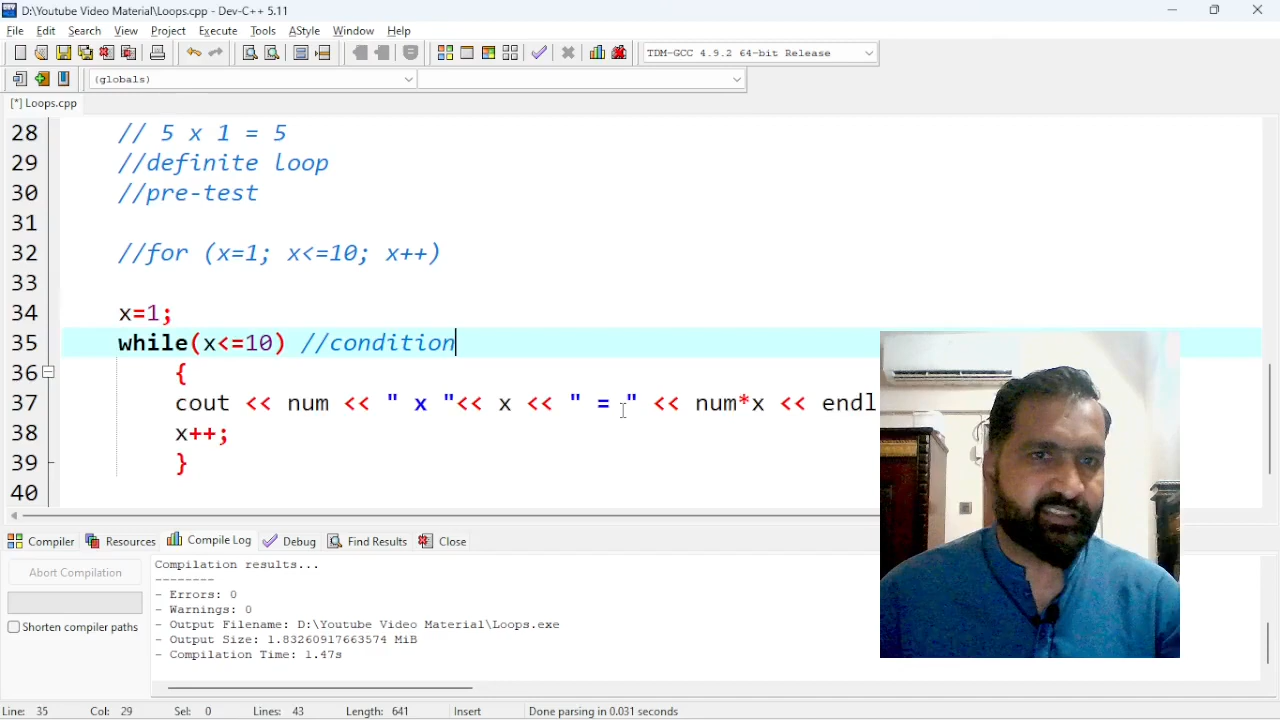 D:\Youtube Video Material\Loops.cpp - Dev-C++ 5.11
File Edit Search View Project Execute Tools AStyle Window Help
TDM-GCC 4.9.2 64-bit Release
(globals)
[*] Loops.cpp
28 // 5 x 1 = 5
29 //definite loop
30 //pre-test
31
32 //for (x=1; x<=10; x++)
33
34 x=1;
35 while(x<=10) //condition
36 {
37 cout << num << " x "<< x << " = " << num*x << endl
38 x++;
39 }
40
Compiler Resources Compile Log Debug Find Results Close
Abort Compilation
Shorten compiler paths
Compilation results...
--------
- Errors: 0
- Warnings: 0
- Output Filename: D:\Youtube Video Material\Loops.exe
- Output Size: 1.83260917663574 MiB
- Compilation Time: 1.47s
Line: 35 Col: 29 Sel: 0 Lines: 43 Length: 641 Insert Done parsing in 0.031 seconds